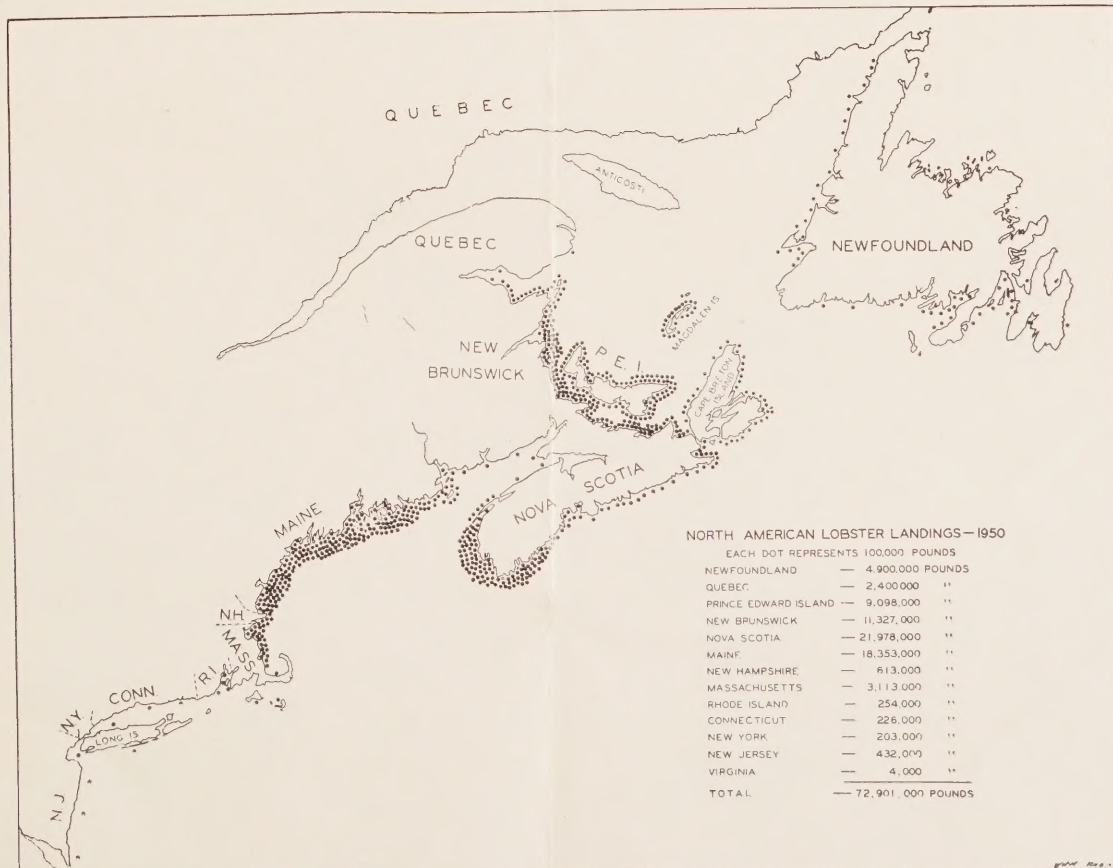 QUEBEC
ANTICOSTI
QUEBEC
NEWFOUNDLAND
MAGDALEN IS
NEW
BRUNSWICK
P. E. I.
CAPE BRETON
ISLAND
NOVA SCOTIA
MAINE
N.H.
MASS
R.I.
CONN.
N.Y.
LONG IS
N J
NORTH AMERICAN LOBSTER LANDINGS—1950
EACH DOT REPRESENTS 100,000 POUNDS
NEWFOUNDLAND — 4,900,000 POUNDS
QUEBEC — 2,400000 "
PRINCE EDWARD ISLAND — 9,098,000 "
NEW BRUNSWICK — 11,327,000 "
NOVA SCOTIA — 21,978,000 "
MAINE — 18,353,000 "
NEW HAMPSHIRE — 613,000 "
MASSACHUSETTS — 3,113,000 "
RHODE ISLAND — 254,000 "
CONNECTICUT — 226,000 "
NEW YORK — 203,000 "
NEW JERSEY — 432,000 "
VIRGINIA — 4,000 "
TOTAL — 72,901,000 POUNDS